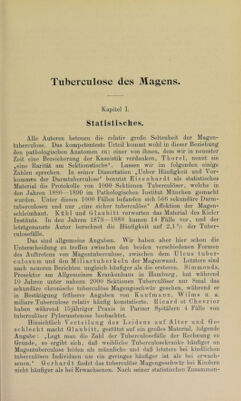 Tuberculose des Magens.
Kapitel I.
Statistisches.
Alle Autoren betonen die relativ große Seltenheit der Magen-
tuberculose. Das kompetenteste Urteil kommt wohl in dieser Beziehung
den pathologischen Anatomen zu; einer von ihnen, dem wir in neuester
Zeit eine Bereicherung der Kasuistik verdanken, Thorel, nennt sie
„eine Rarität am Sektionstische“. Lassen wir im folgenden einige
Zahlen sprechen. In seiner Dissertation „Ueber Häufigkeit und Vor-
kommen der Darmtuberculose“ benutzt Eisenhardt als statistisches
Material die Protokolle von 1000 Sektionen Tuberculöser, welche in
den Jahren 1886—1890 im Pathologischen Institut München gemacht
wurden. Unter diesen 1000 Fällen befanden sich 566 sekundäre Darm-
tuberculosen und nur „eine sicher tuberculöse“ Affektion der Magen-
schleimhaut. Kühl und Glaubitt verwerten das Material des Kieler
Instituts. In den Jahren 1873—1888 kamen 14 Fälle vor, und der
letztgenannte Autor berechnet die Häufigkeit auf 2,1% der Tuber-
culosefälle.
Das sind allgemeine Angaben. Wir haben aber hier schon die
Unterscheidung zu treffen zwischen den beiden verschiedenen Formen
des Auftretens von Magentuberculose, zwischen dem Ulcus tuber-
culosum und den Miliartuberkeln der Magenwand. Letztere sind
nach neueren Berichten ungleich häufiger als die ersteren. Simmonds,
Prosektor am Allgemeinen Krankenhaus in Hamburg, hat während
10 Jahren unter nahezu 2000 Sektionen Tuberculöser nur 8mal das
sekundäre chronische tuberculöse Magengeschwür gesehen, während er
in Bestätigung früherer Angaben von Kaufmann, Wilms u. a.
miliare Tuberculose relativ häufig konstatierte. Ricard et Chevrier
haben während 10jähriger Praxis in Pariser Spitälern 4 Fälle von
tuberculöser Pylorusstenose beobachtet.
Hinsichtlich Verteilung des Leidens auf Alter und Ge-
schlecht macht Glaubitt, gestützt auf ein großes Material, folgende
Angabe: „Legt man die Zahl der Tuberculosefälle der Rechnung zu
Grunde, so ergibt sich, daß weibliche Tuberculosekranke häufiger an
Magentuberculose leiden als männliche und daß letztere bei kindlichen
tuberculösen Individuen um ein geringes häufiger ist als bei erwach-
senen.“ Gerhardt findet das tuberculöse Magengeschwür bei Kindern
nicht häufiger als bei Erwachsenen. Nach seiner statistischen Zusammen-